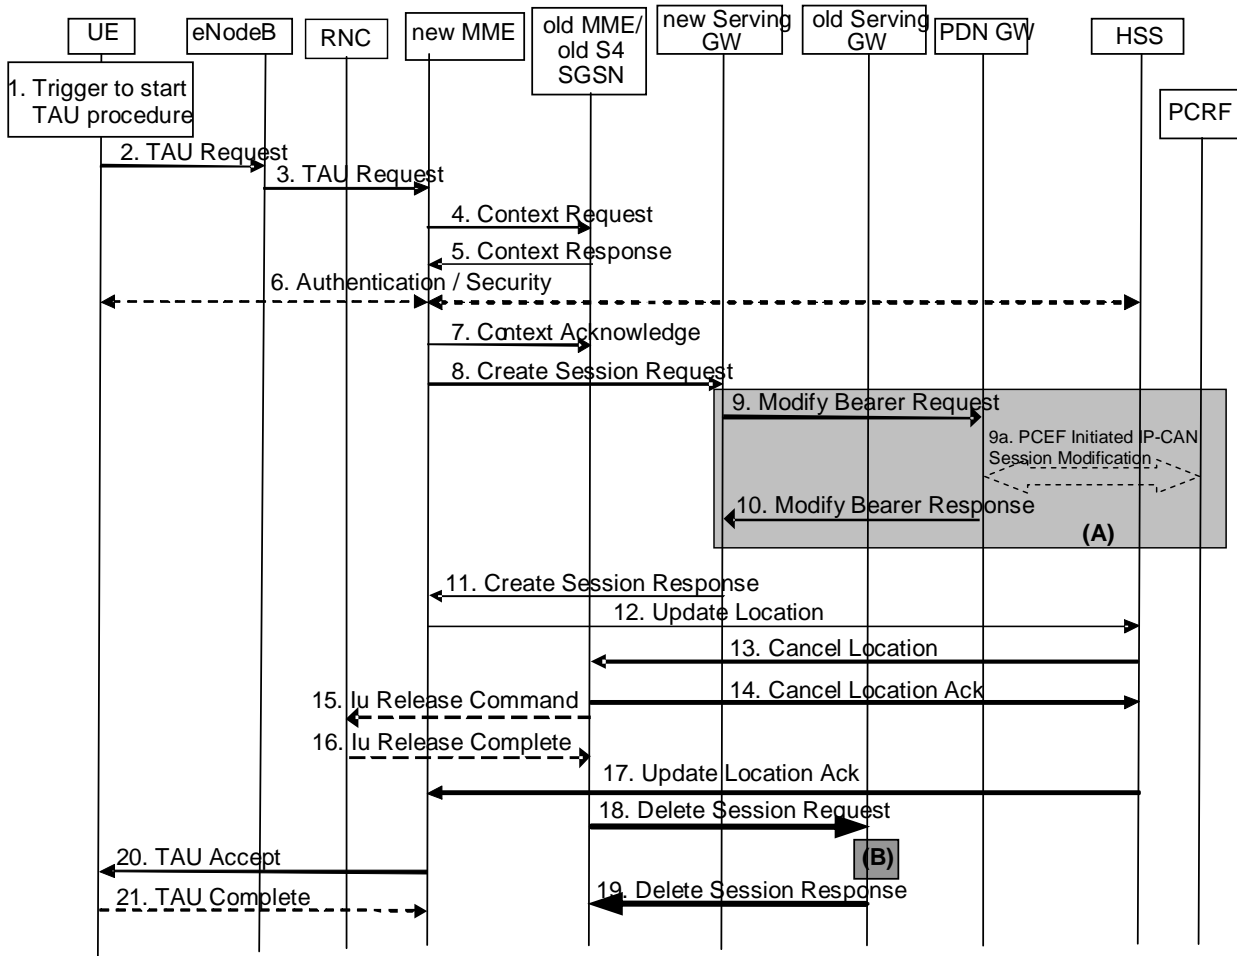 UE
eNodeB
RNC
new MME
old MME/
old S4
SGSN
new Serving
GW
old Serving
GW
PDN GW
HSS
PCRF
1. Trigger to start
TAU procedure
2. TAU Request
3. TAU Request
4. Context Request
5. Context Response
6. Authentication / Security
7. Context Acknowledge
8. Create Session Request
9. Modify Bearer Request
9a. PCEF Initiated IP-CAN
Session Modification
10. Modify Bearer Response
(A)
11. Create Session Response
12. Update Location
13. Cancel Location
14. Cancel Location Ack
15. Iu Release Command
16. Iu Release Complete
17. Update Location Ack
18. Delete Session Request
(B)
20. TAU Accept
19. Delete Session Response
21. TAU Complete